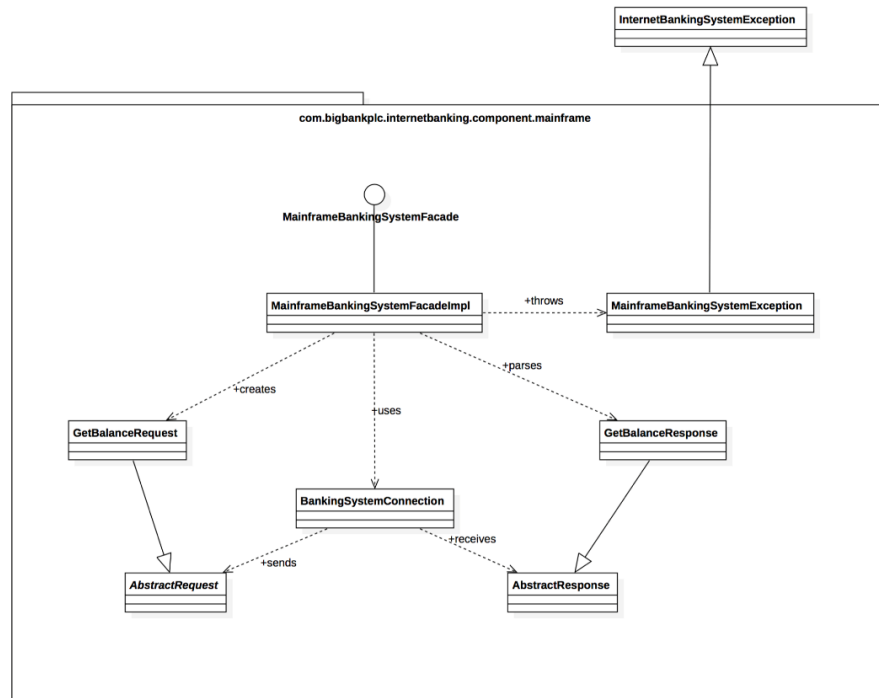 InternetBankingSystemException
com.bigbankplc.internetbanking.component.mainframe
MainframeBankingSystemFacade
MainframeBankingSystemFacadeImpl
+throws
MainframeBankingSystemException
+creates
+uses
+parses
GetBalanceRequest
GetBalanceResponse
BankingSystemConnection
+sends
+receives
AbstractRequest
AbstractResponse